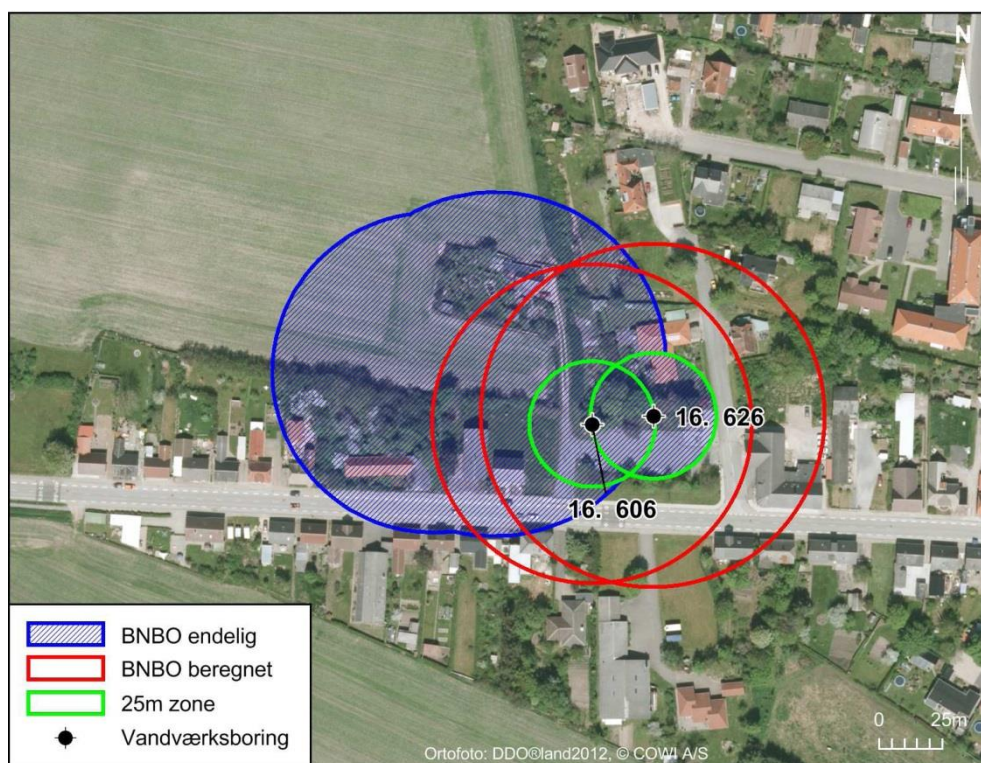 N
16. 626
16. 606
BNBO endelig
BNBO beregnet
25m zone
Vandværksboring
0 25m
Ortofoto: DDO®land2012, © COWI A/S